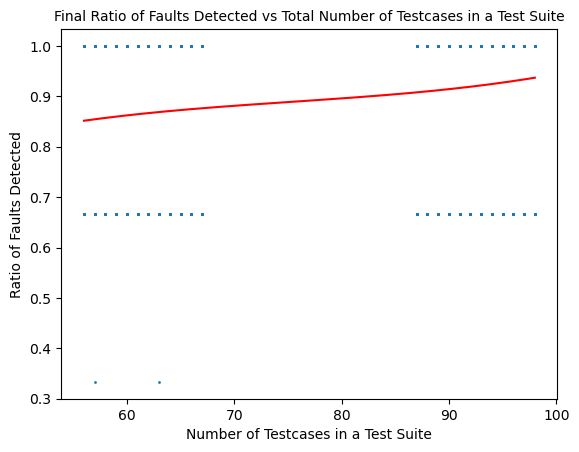 Final Ratio of Faults Detected vs Total Number of Testcases in a Test Suite
1.0
0.9
0.8
0.7
0.6
0.5
0.4
0.3
Ratio of Faults Detected
60 70 80 90 100
Number of Testcases in a Test Suite